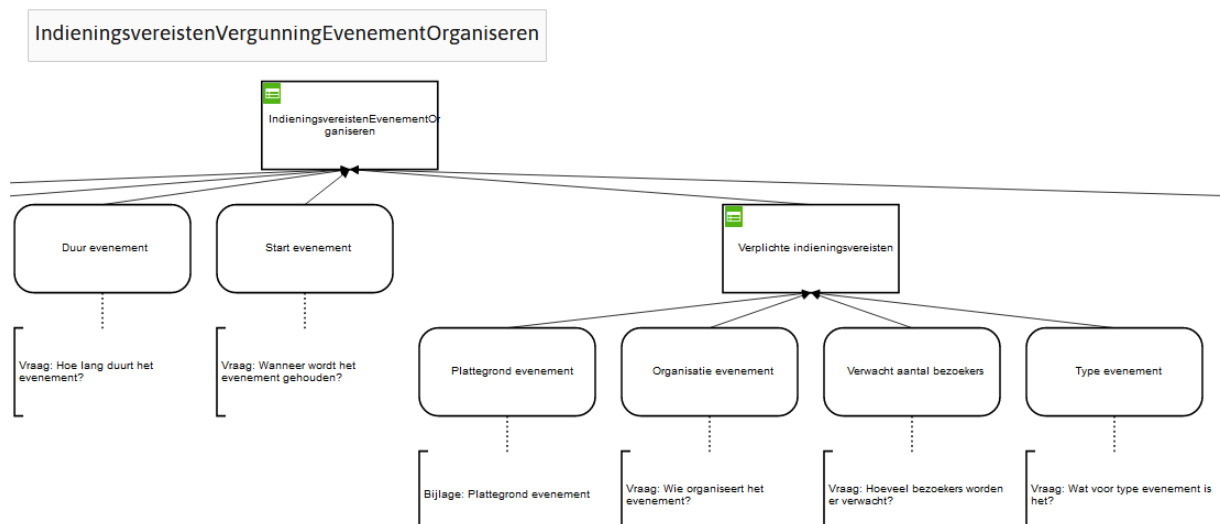 IndieningsvereistenVergunningEvenementOrganiseren
IndieningsvereistenEvenementOr
ganiseren
Duur evenement
Start evenement
Verplichte indieningsvereisten
Vraag: Hoe lang duurt het
evenement?
Vraag: Wanneer wordt het
evenement gehouden?
Plattegrond evenement
Organisatie evenement
Verwacht aantal bezoekers
Type evenement
Bijlage: Plattegrond evenement
Vraag: Wie organiseert het
evenement?
Vraag: Hoeveel bezoekers worden
er verwacht?
Vraag: Wat voor type evenement is
het?